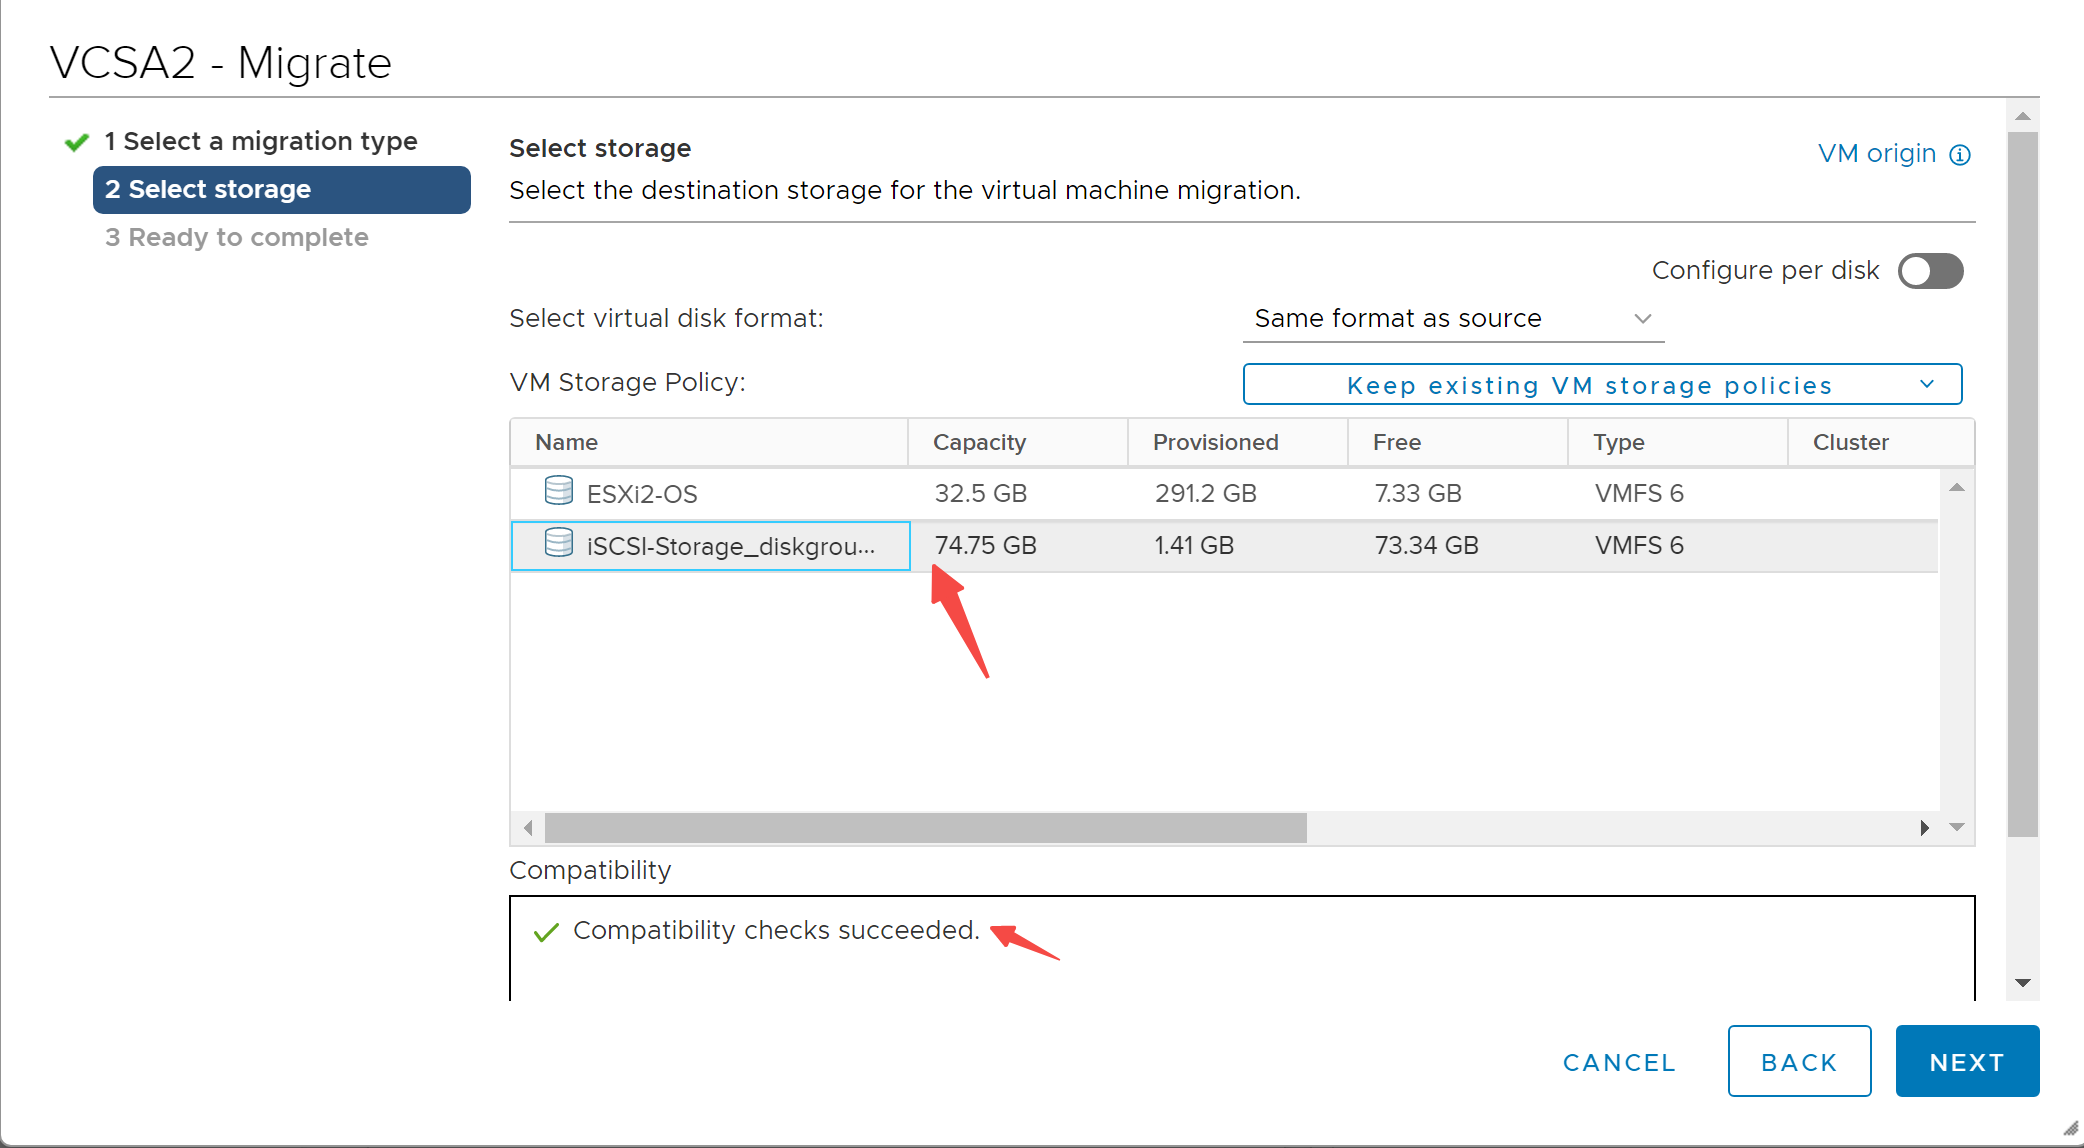 VCSA2 - Migrate
1 Select a migration type
2 Select storage
3 Ready to complete
Select storage
VM origin
Select the destination storage for the virtual machine migration.
Configure per disk
Select virtual disk format: Same format as source
VM Storage Policy: Keep existing VM storage policies
Name Capacity Provisioned Free Type Cluster
ESXi2-OS 32.5 GB 291.2 GB 7.33 GB VMFS 6
iSCSI-Storage_diskgrou... 74.75 GB 1.41 GB 73.34 GB VMFS 6
Compatibility
Compatibility checks succeeded.
CANCEL BACK NEXT